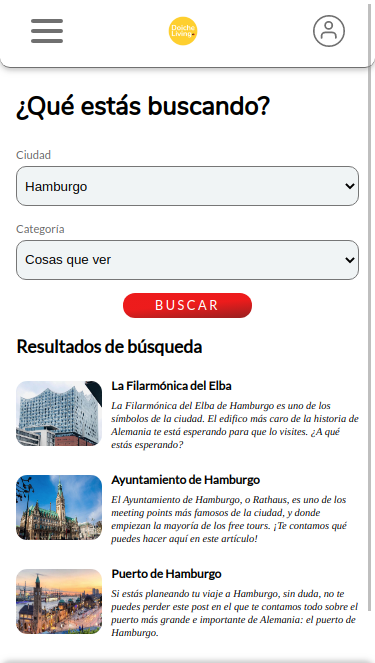 Dolche
Living.
¿Qué estás buscando?
Ciudad
Hamburgo
Categoría
Cosas que ver
BUSCAR
Resultados de búsqueda
La Filarmónica del Elba
La Filarmónica del Elba de Hamburgo es uno de los
símbolos de la ciudad. El edifico más caro de la historia de
Alemania te está esperando para que lo visites. ¿A qué
estás esperando?
Ayuntamiento de Hamburgo
El Ayuntamiento de Hamburgo, o Rathaus, es uno de los
meeting points más famosos de la ciudad, y donde
empiezan la mayoría de los free tours. ¡Te contamos qué
puedes hacer aquí en este artículo!
Puerto de Hamburgo
Si estás planeando tu viaje a Hamburgo, sin duda, no te
puedes perder este post en el que te contamos todo sobre el
puerto más grande e importante de Alemania: el puerto de
Hamburgo.